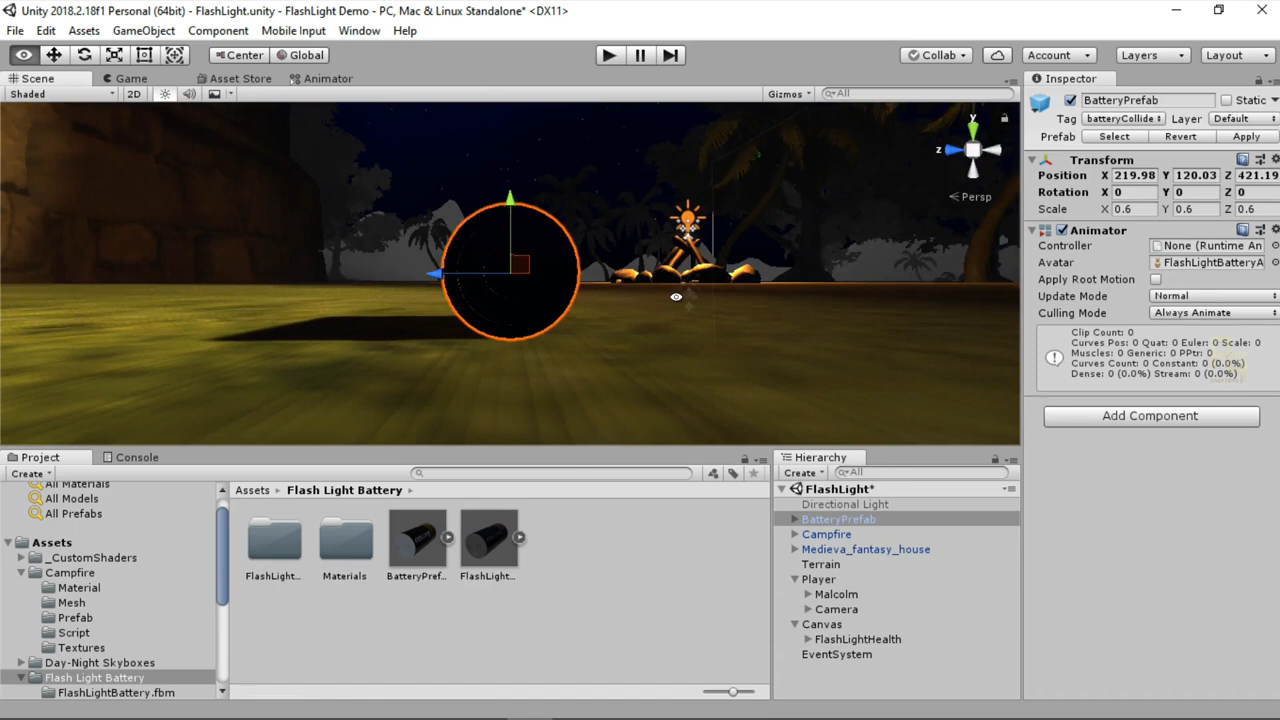 Unity 2018.2.18f1 Personal (64bit) - FlashLight.unity - FlashLight Demo - PC, Mac & Linux Standalone* <DX11>
File Edit Assets GameObject Component Mobile Input Window Help
Center Global Collab Account Layers Layout
Scene Game Asset Store Animator
Shaded 2D Gizmos All
y
z
Persp
Inspector
BatteryPrefab Static
Tag batteryCollide Layer Default
Prefab Select Revert Apply
Transform
Position X 219.98 Y 120.03 Z 421.19
Rotation X 0 Y 0 Z 0
Scale X 0.6 Y 0.6 Z 0.6
Animator
Controller None (Runtime An
Avatar FlashLightBatteryA
Apply Root Motion
Update Mode Normal
Culling Mode Always Animate
Clip Count: 0
Curves Pos: 0 Quat: 0 Euler: 0 Scale: 0
Muscles: 0 Generic: 0 PPtr: 0
Curves Count: 0 Constant: 0 (0.0%)
Dense: 0 (0.0%) Stream: 0 (0.0%)
Add Component
Project Console
Create
All Materials
All Models
All Prefabs
Assets
_CustomShaders
Campfire
Material
Mesh
Prefab
Script
Textures
Day-Night Skyboxes
Flash Light Battery
FlashLightBattery.fbm
Assets Flash Light Battery
FlashLight... Materials BatteryPref... FlashLight...
Hierarchy
Create All
FlashLight*
Directional Light
BatteryPrefab
Campfire
Medieva_fantasy_house
Terrain
Player
Malcolm
Camera
Canvas
FlashLightHealth
EventSystem